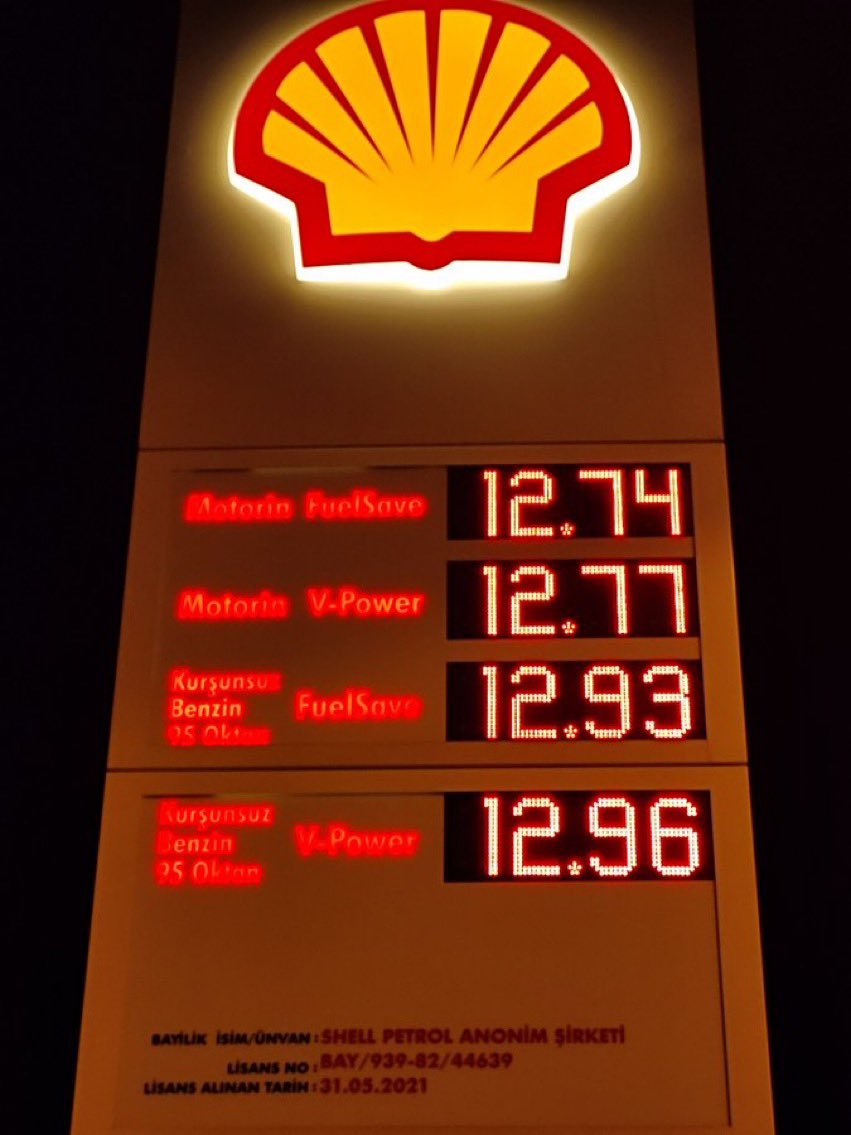 Motorin FuelSave 12.74
Motorin V-Power 12.77
Kurşunsuz
Benzin FuelSave 12.93
95 Oktan
Kurşunsuz
Benzin V-Power 12.96
95 Oktan
BAYİLİK İSİM/ÜNVAN : SHELL PETROL ANONİM ŞİRKETİ
LİSANS NO : BAY/939-82/44639
LİSANS ALINAN TARİH : 31.05.2021